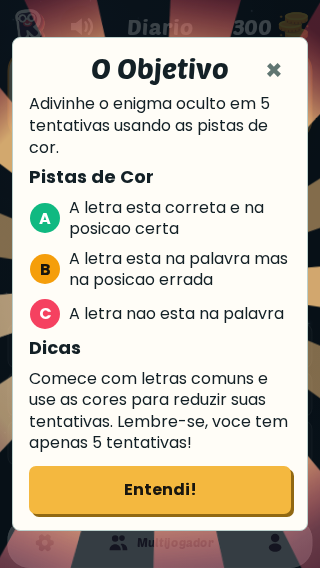 Diario
300
O Objetivo
Adivinhe o enigma oculto em 5
tentativas usando as pistas de
cor.
Pistas de Cor
A
A letra esta correta e na
posicao certa
B
A letra esta na palavra mas
na posicao errada
C
A letra nao esta na palavra
Dicas
Comece com letras comuns e
use as cores para reduzir suas
tentativas. Lembre-se, voce tem
apenas 5 tentativas!
Entendi!
Multijogador